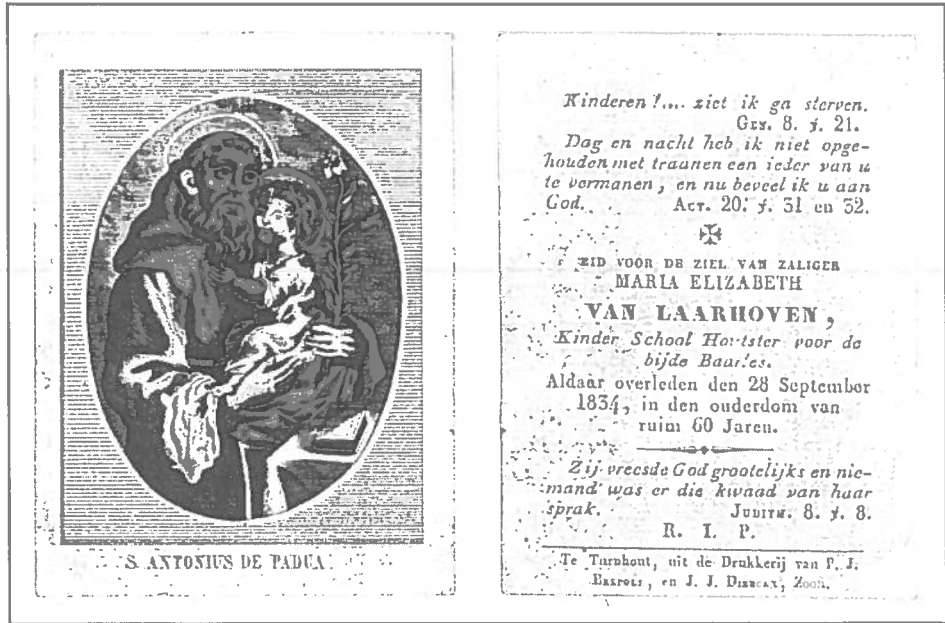 S. ANTONIUS DE PADUA
Kinderen!.... ziet ik ga sterven.
GEN. 8. ℣. 21.
Dag en nacht heb ik niet opge-
houden met traanen een ieder van u
te vermanen, en nu beveel ik u aan
God. ACT. 20. ℣. 31 en 32.
VOOR DE ZIEL VAN ZALIGER
MARIA ELIZABETH
VAN LAARHOVEN,
Kinder School Houtster voor de
bijde Baarles.
Aldaar overleden den 28 September
1834, in den ouderdom van
ruim 60 Jaren.
Zij vreesde God grootelijks en nie-
mand was er die kwaad van haar
sprak. JUDITH. 8. ℣. 8.
R. I. P.
Te Turnhout, uit de Drukkerij van P. J.
BREPOLS, en J. J. DIERCKX, Zoon.